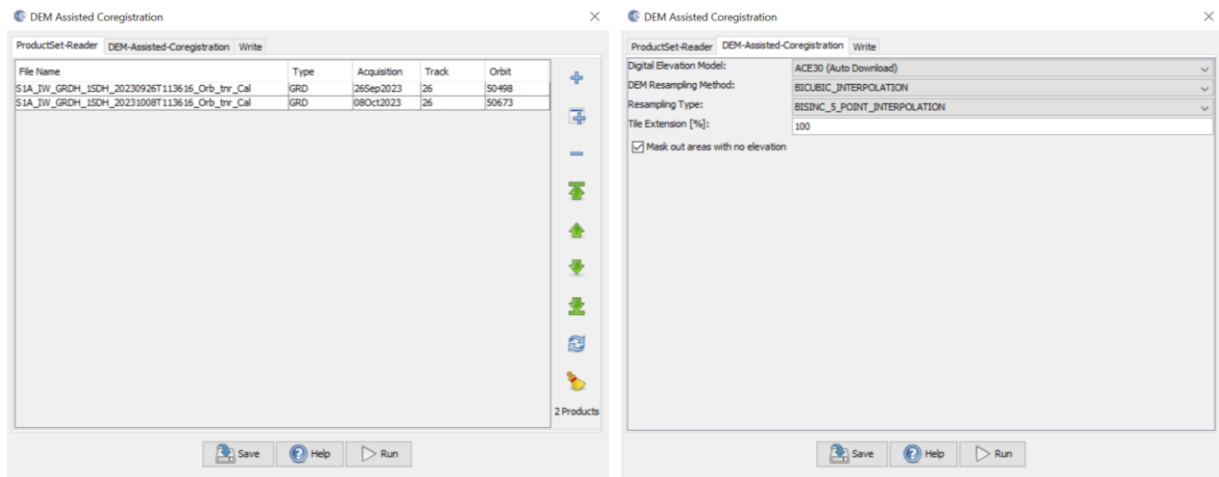 DEM Assisted Coregistration
ProductSet-Reader DEM-Assisted-Coregistration Write
File Name Type Acquisition Track Orbit
S1A_IW_GRDH_1SDH_20230926T113616_Orb_tnr_Cal GRD 26Sep2023 26 50498
S1A_IW_GRDH_1SDH_20231008T113616_Orb_tnr_Cal GRD 08Oct2023 26 50673
2 Products
Save Help Run
DEM Assisted Coregistration
ProductSet-Reader DEM-Assisted-Coregistration Write
Digital Elevation Model: ACE30 (Auto Download)
DEM Resampling Method: BICUBIC_INTERPOLATION
Resampling Type: BISINC_5_POINT_INTERPOLATION
Tile Extension [%]: 100
Mask out areas with no elevation
Save Help Run